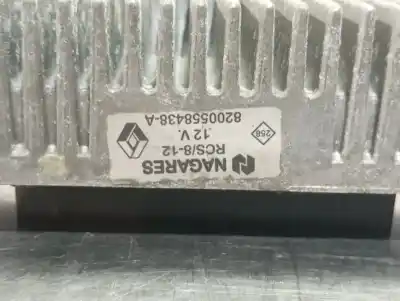 NAGARES
RCS/8-12
12 V.
8200558438-A
258